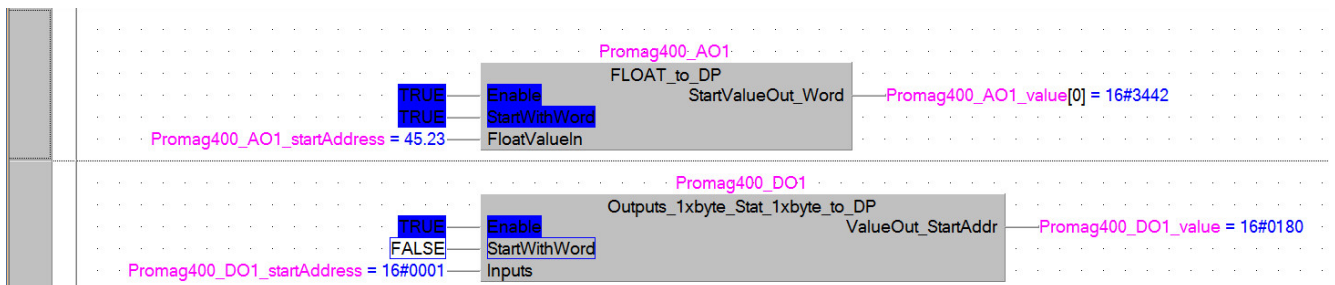 Promag400_AO1
FLOAT_to_DP
TRUE Enable StartValueOut_Word Promag400_AO1_value[0] = 16#3442
TRUE StartWithWord
Promag400_AO1_startAddress = 45.23 FloatValueIn
Promag400_DO1
Outputs_1xbyte_Stat_1xbyte_to_DP
TRUE Enable ValueOut_StartAddr Promag400_DO1_value = 16#0180
FALSE StartWithWord
Promag400_DO1_startAddress = 16#0001 Inputs